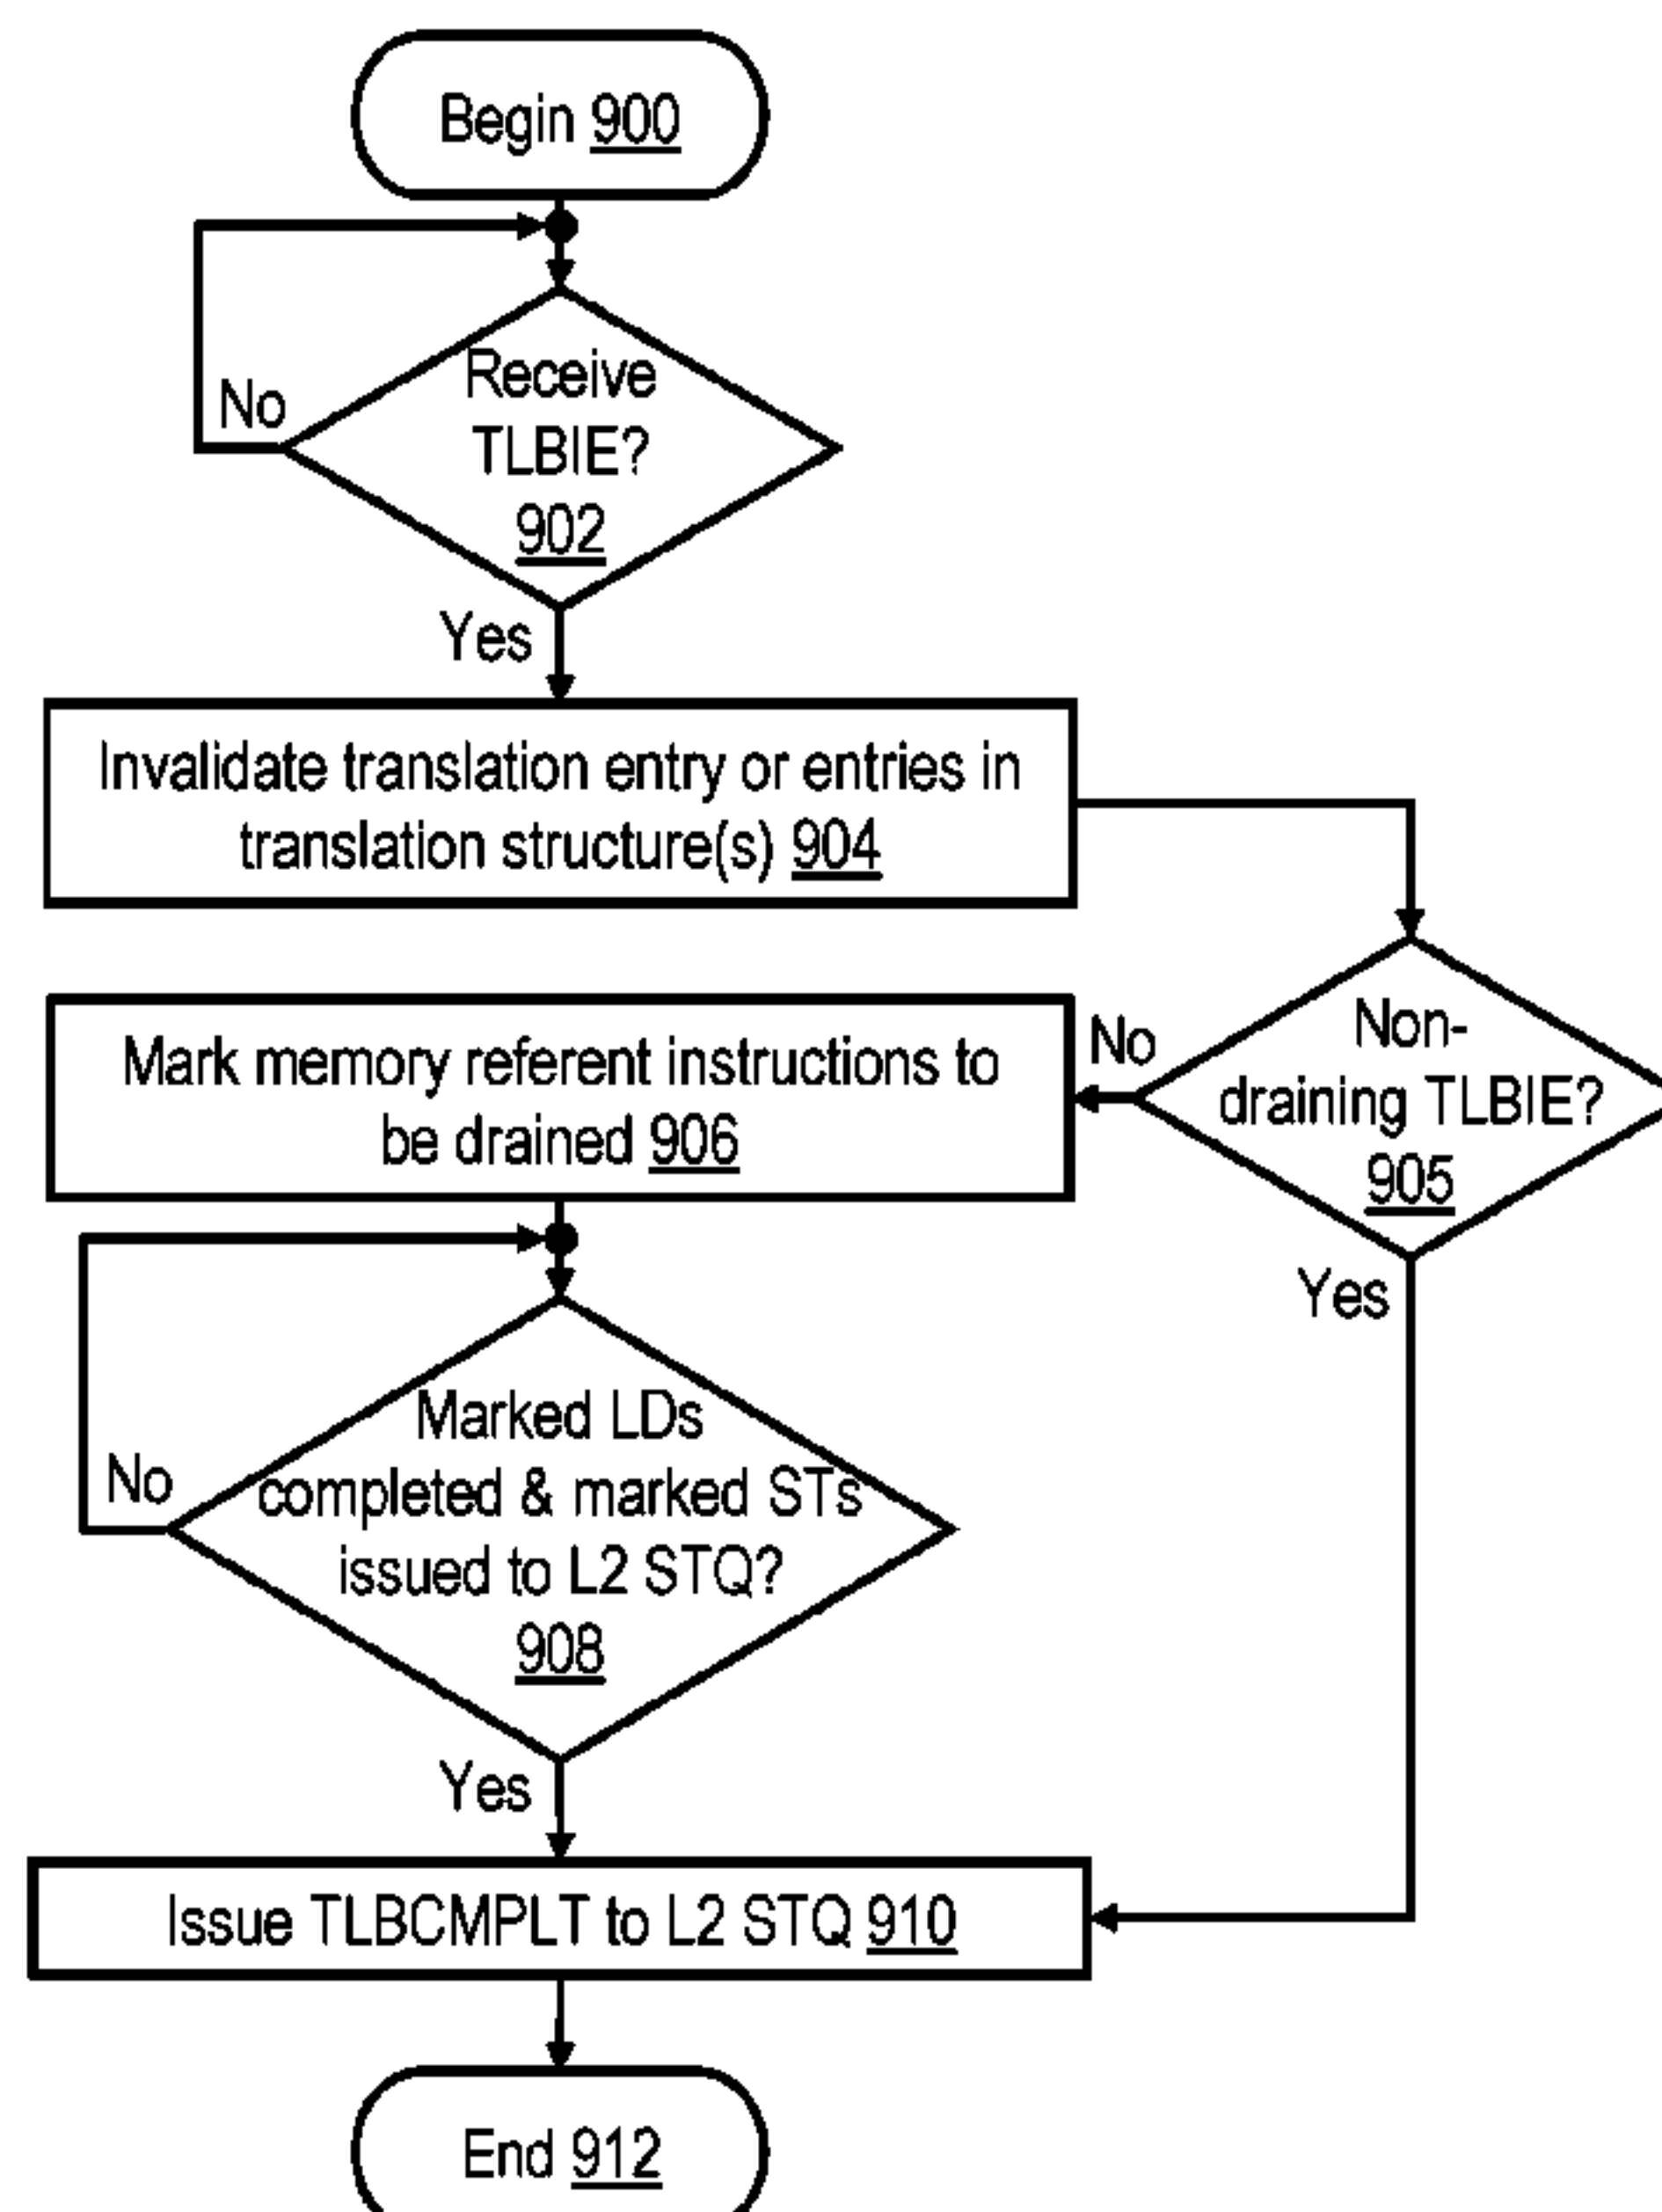 Begin 900
Receive
TLBIE?
902
No
Yes
Invalidate translation entry or entries in
translation structure(s) 904
Non-
draining TLBIE?
905
No
Yes
Mark memory referent instructions to
be drained 906
Marked LDs
completed & marked STs
issued to L2 STQ?
908
No
Yes
Issue TLBCMPLT to L2 STQ 910
End 912